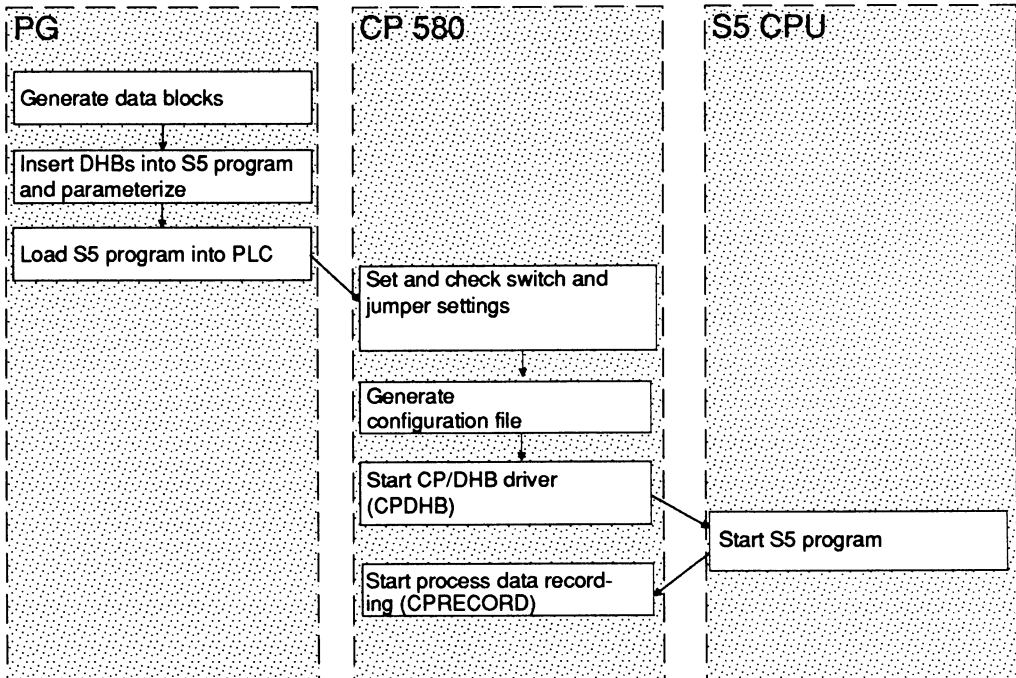 PG
CP 580
S5 CPU
Generate data blocks
Insert DHBs into S5 program
and parameterize
Load S5 program into PLC
Set and check switch and
jumper settings
Generate
configuration file
Start CP/DHB driver
(CPDHB)
Start S5 program
Start process data record-
ing (CPRECORD)